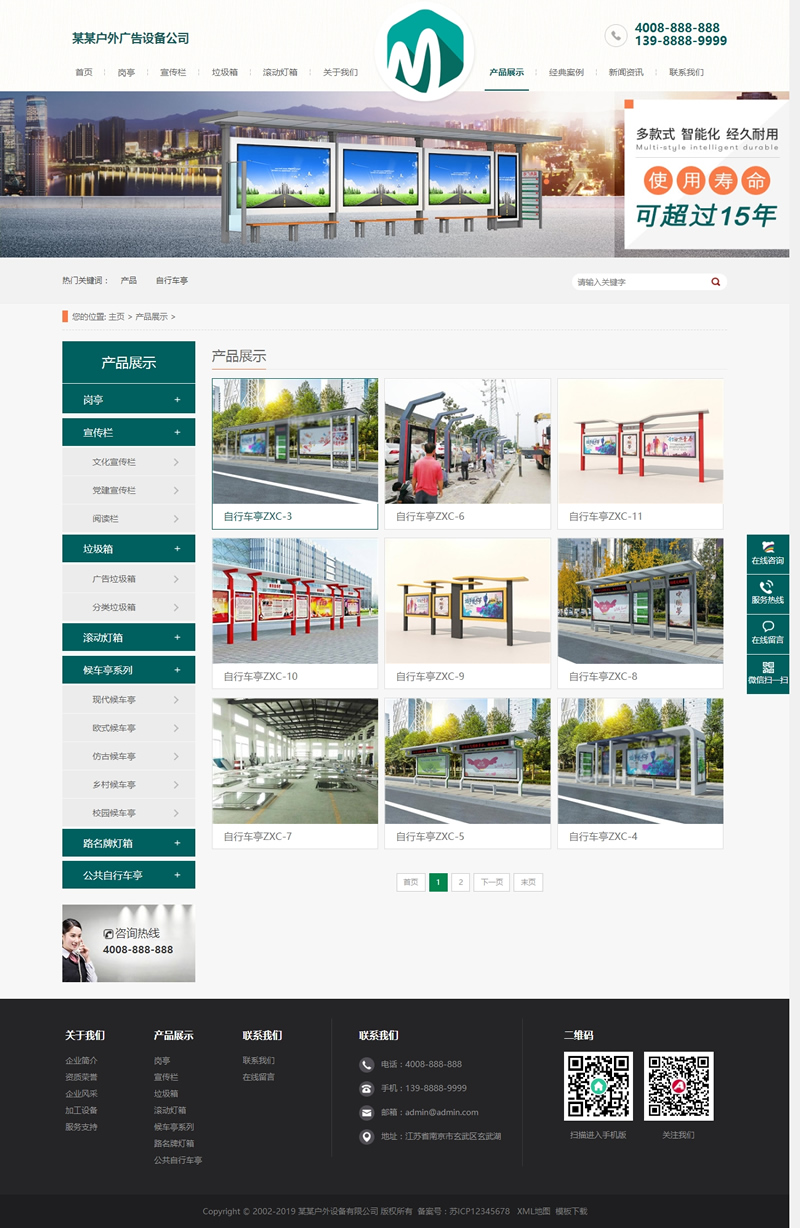 某某户外广告设备公司
4008-888-888
139-8888-9999
首页 岗亭 宣传栏 垃圾箱 滚动灯箱 关于我们 产品展示 经典案例 新闻资讯 联系我们
多款式 智能化 经久耐用
Multi-style intelligent durable
使用寿命
可超过15年
热门关键词： 产品 自行车亭
请输入关键字
您的位置: 主页 > 产品展示 >
产品展示
岗亭 +
宣传栏 +
文化宣传栏
党建宣传栏
阅读栏
垃圾箱 +
广告垃圾箱
分类垃圾箱
滚动灯箱 +
候车亭系列 +
现代候车亭
欧式候车亭
仿古候车亭
乡村候车亭
校园候车亭
路名牌灯箱 +
公共自行车亭 +
咨询热线
4008-888-888
产品展示
自行车亭ZXC-3
自行车亭ZXC-6
自行车亭ZXC-11
自行车亭ZXC-10
自行车亭ZXC-9
自行车亭ZXC-8
自行车亭ZXC-7
自行车亭ZXC-5
自行车亭ZXC-4
首页 1 2 下一页 末页
在线咨询
服务热线
在线留言
微信扫一扫
关于我们
企业简介
资质荣誉
企业风采
加工设备
服务支持
产品展示
岗亭
宣传栏
垃圾箱
滚动灯箱
候车亭系列
路名牌灯箱
公共自行车亭
联系我们
联系我们
在线留言
联系我们
电话：4008-888-888
手机：139-8888-9999
邮箱：admin@admin.com
地址：江苏省南京市玄武区玄武湖
二维码
扫描进入手机版
关注我们
Copyright © 2002-2019 某某户外设备有限公司 版权所有 备案号：苏ICP12345678 XML地图 模板下载